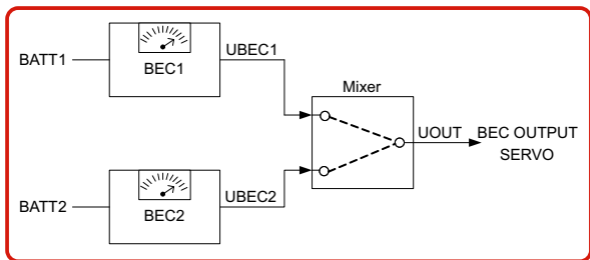 BATT1
BEC1
UBEC1
Mixer
UOUT
BEC OUTPUT
SERVO
BATT2
BEC2
UBEC2